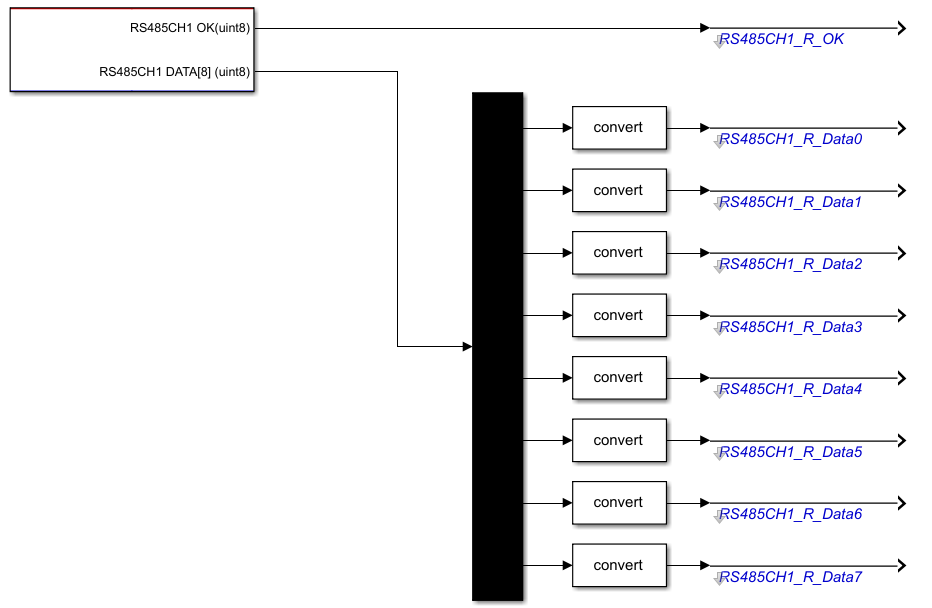 RS485CH1 OK(uint8)
RS485CH1_R_OK
RS485CH1 DATA[8] (uint8)
convert
RS485CH1_R_Data0
convert
RS485CH1_R_Data1
convert
RS485CH1_R_Data2
convert
RS485CH1_R_Data3
convert
RS485CH1_R_Data4
convert
RS485CH1_R_Data5
convert
RS485CH1_R_Data6
convert
RS485CH1_R_Data7